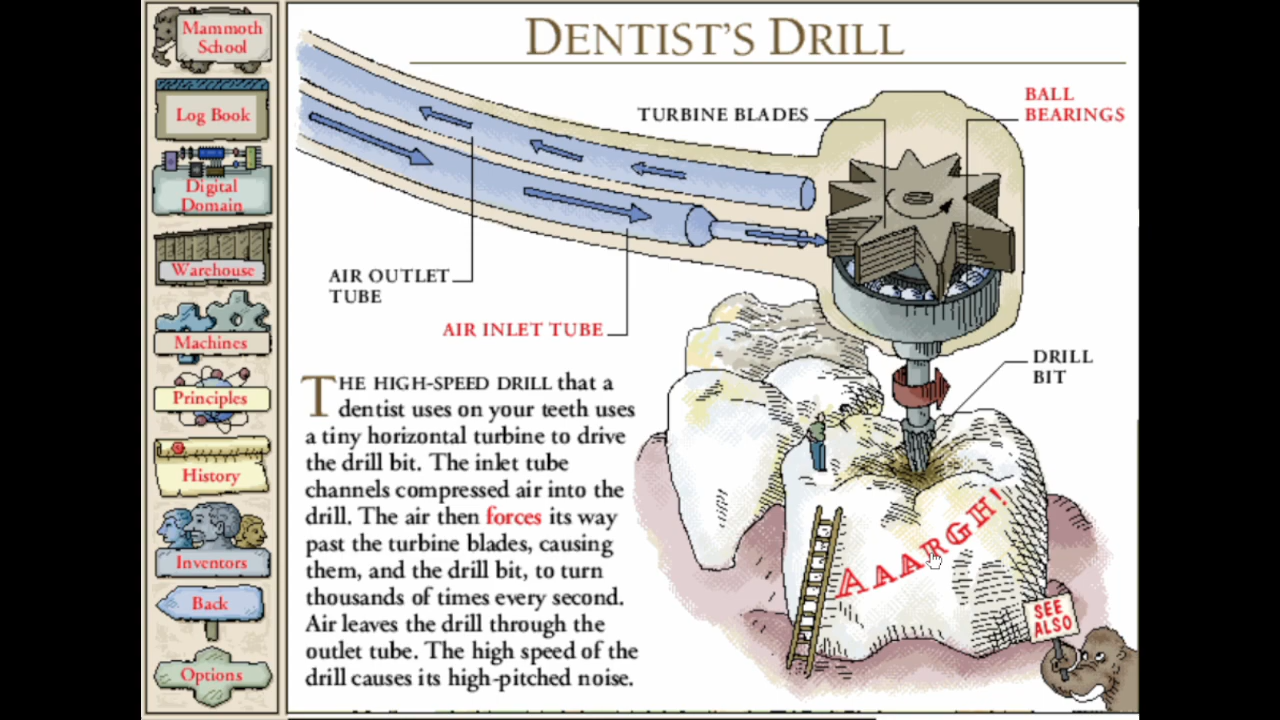 Mammoth
School
Log Book
Digital
Domain
Warehouse
Machines
Principles
History
Inventors
Back
Options
DENTIST'S DRILL
TURBINE BLADES
BALL
BEARINGS
AIR OUTLET
TUBE
AIR INLET TUBE
DRILL
BIT
THE HIGH-SPEED DRILL that a
dentist uses on your teeth uses
a tiny horizontal turbine to drive
the drill bit. The inlet tube
channels compressed air into the
drill. The air then forces its way
past the turbine blades, causing
them, and the drill bit, to turn
thousands of times every second.
Air leaves the drill through the
outlet tube. The high speed of the
drill causes its high-pitched noise.
AAARGH!
SEE
ALSO